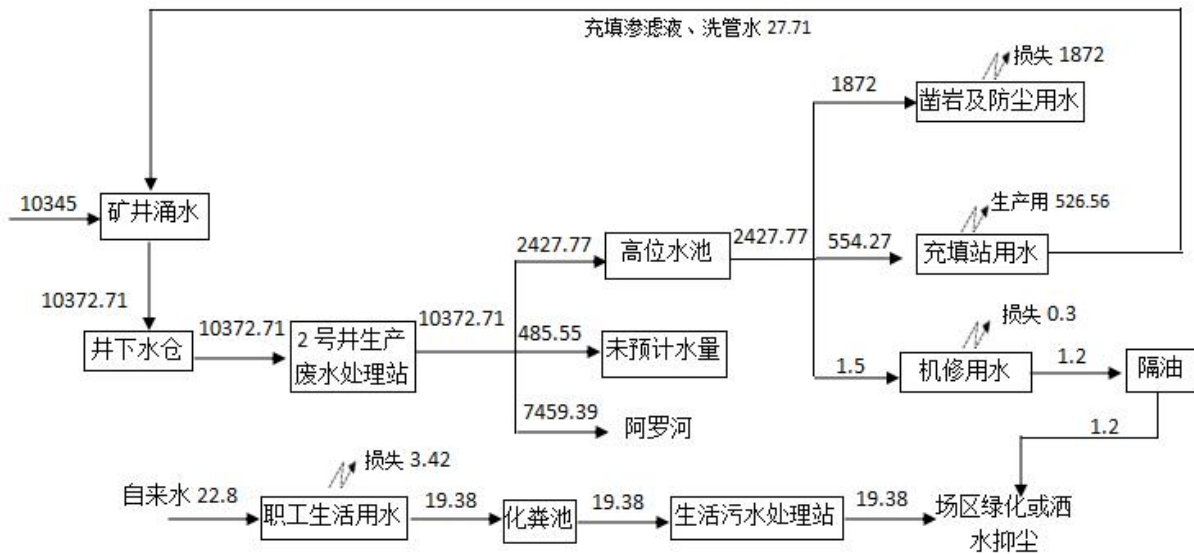 充填渗滤液、洗管水 27.71
损失 1872
1872
凿岩及防尘用水
10345
矿井涌水
生产用 526.56
2427.77
高位水池
2427.77
554.27
充填站用水
10372.71
10372.71
10372.71
485.55
损失 0.3
井下水仓
2号井生产
废水处理站
未预计水量
1.5
机修用水
1.2
隔油
7459.39
阿罗河
1.2
损失 3.42
自来水 22.8
职工生活用水
19.38
化粪池
19.38
生活污水处理站
19.38
场区绿化或洒
水抑尘